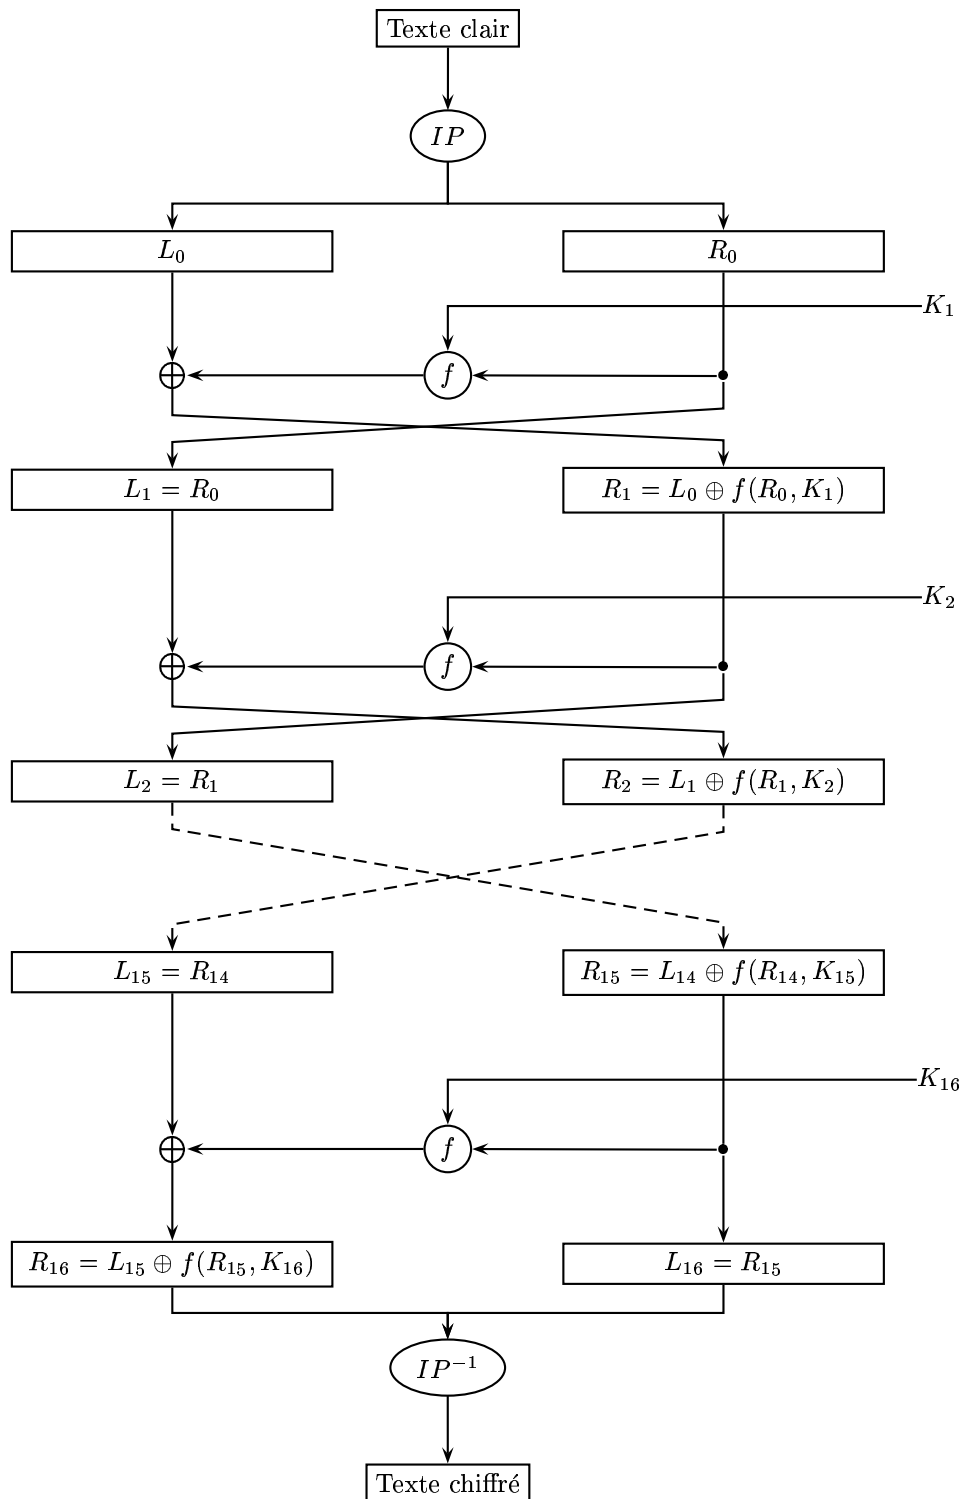 Texte clair
IP
L₀
R₀
K₁
f
L₁ = R₀
R₁ = L₀ ⊕ f(R₀, K₁)
K₂
f
L₂ = R₁
R₂ = L₁ ⊕ f(R₁, K₂)
L₁₅ = R₁₄
R₁₅ = L₁₄ ⊕ f(R₁₄, K₁₅)
K₁₆
f
R₁₆ = L₁₅ ⊕ f(R₁₅, K₁₆)
L₁₆ = R₁₅
IP⁻¹
Texte chiffré